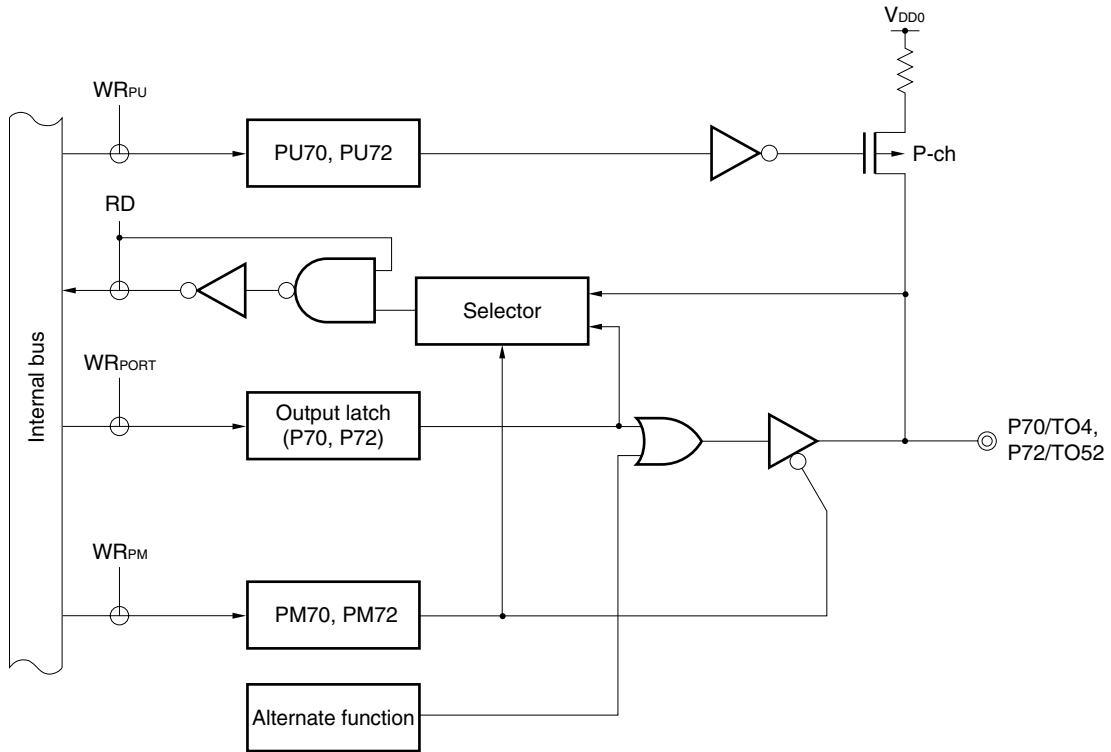 VDD0
WRPU
PU70, PU72
P-ch
RD
Selector
Internal bus
WRPORT
Output latch
(P70, P72)
P70/TO4,
P72/TO52
WRPM
PM70, PM72
Alternate function